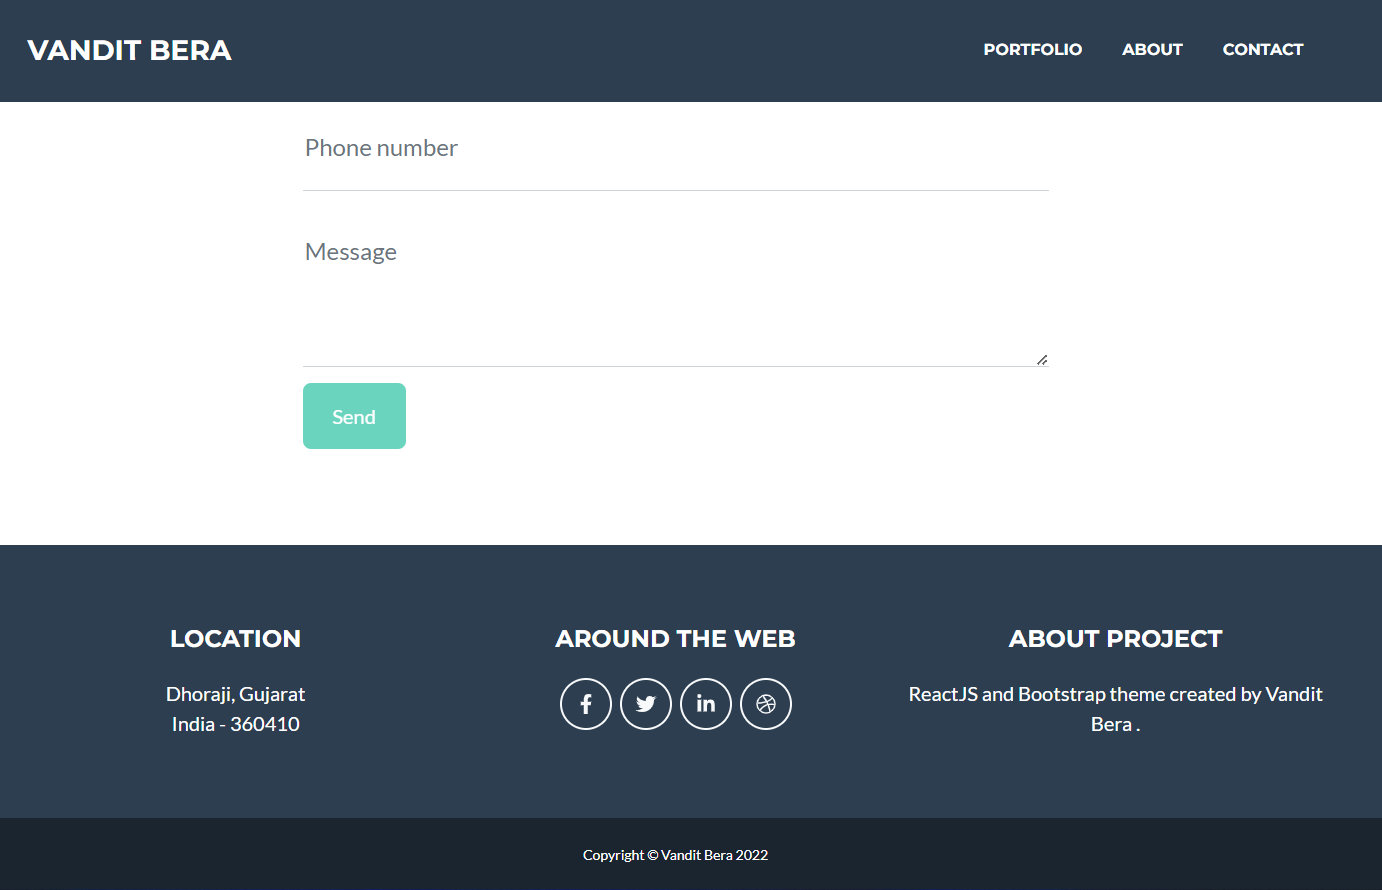 VANDIT BERA
PORTFOLIO ABOUT CONTACT
Phone number
Message
Send
LOCATION
Dhoraji, Gujarat
India - 360410
AROUND THE WEB
ABOUT PROJECT
ReactJS and Bootstrap theme created by Vandit
Bera .
Copyright © Vandit Bera 2022